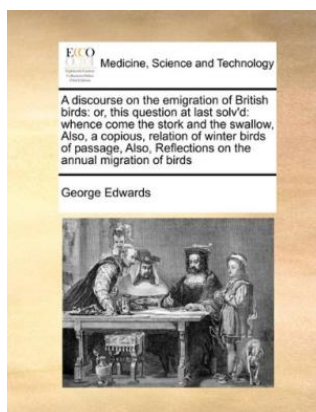 ECCO
Medicine, Science and Technology
A discourse on the emigration of British
birds: or, this question at last solv'd:
whence come the stork and the swallow,
Also, a copious, relation of winter birds
of passage, Also, Reflections on the
annual migration of birds
George Edwards